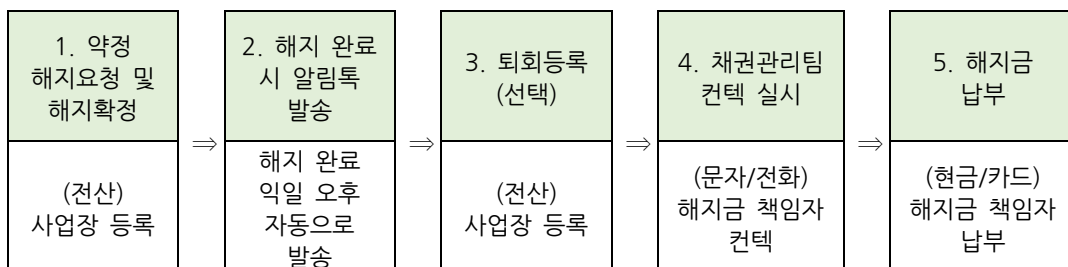 1. 약정
해지요청 및
해지확정
(전산)
사업장 등록
⇒
2. 해지 완료
시 알림톡
발송
해지 완료
익일 오후
자동으로
발송
⇒
3. 퇴회등록
(선택)
(전산)
사업장 등록
⇒
4. 채권관리팀
컨텍 실시
(문자/전화)
해지금 책임자
컨텍
⇒
5. 해지금
납부
(현금/카드)
해지금 책임자
납부